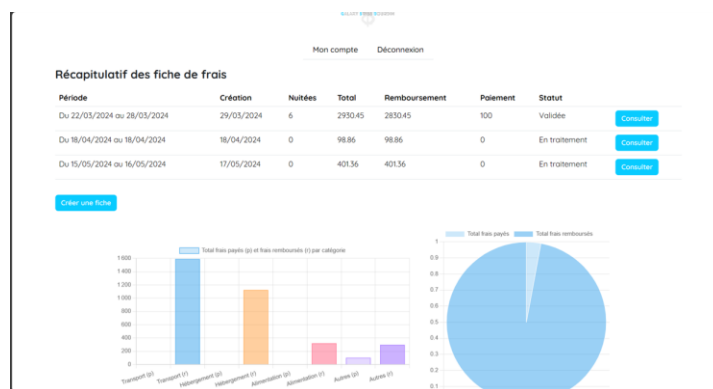 Mon compte Déconnexion
Récapitulatif des fiche de frais
Période Création Nuitées Total Remboursement Paiement Statut
Du 22/03/2024 au 28/03/2024 29/03/2024 6 2930.45 2830.45 100 Validée Consulter
Du 18/04/2024 au 18/04/2024 18/04/2024 0 98.86 98.86 0 En traitement Consulter
Du 15/05/2024 au 16/05/2024 17/05/2024 0 401.36 401.36 0 En traitement Consulter
Créer une fiche
Total frais payés (p) et frais remboursés (r) par catégorie
1 600
1 400
1 200
1 000
800
600
400
200
0
Transport (p) Transport (r) Hébergement (p) Hébergement (r) Alimentation (p) Alimentation (r) Autres (p) Autres (r)
Total frais payés Total frais remboursés
1
0.9
0.8
0.7
0.6
0.5
0.4
0.3
0.2
0.1